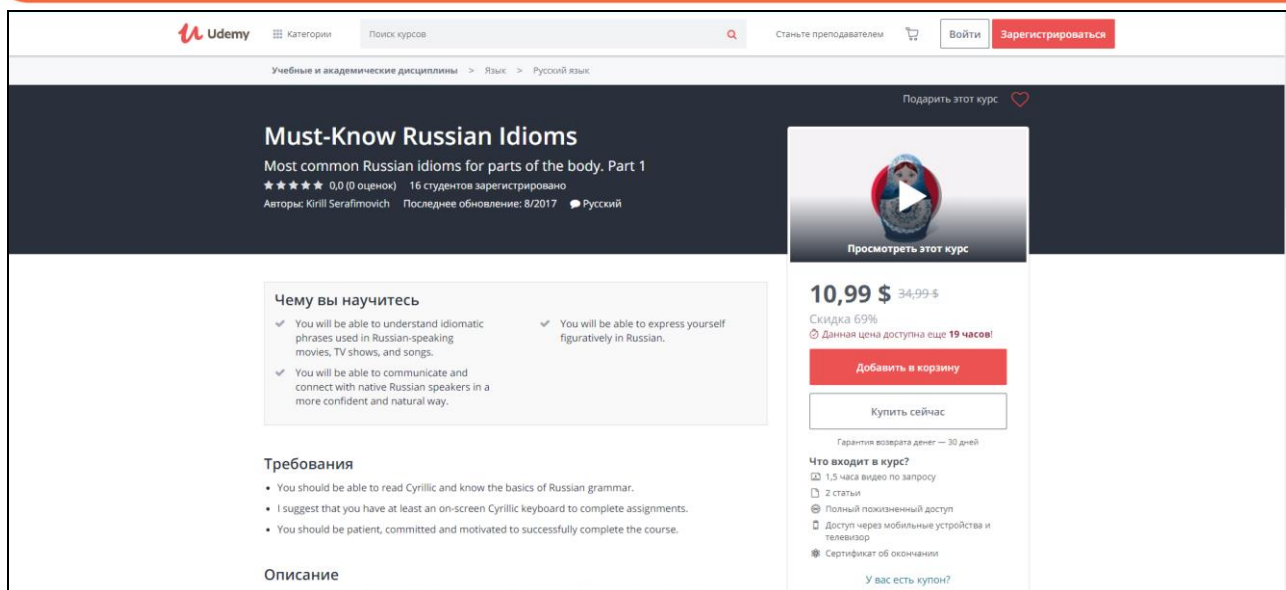 Udemy
Категории
Поиск курсов
Станьте преподавателем
Войти
Зарегистрироваться
Учебные и академические дисциплины > Язык > Русский язык
Подарить этот курс
Must-Know Russian Idioms
Most common Russian idioms for parts of the body. Part 1
0,0 (0 оценок) 16 студентов зарегистрировано
Авторы: Kirill Serafimovich Последнее обновление: 8/2017 Русский
Просмотреть этот курс
Чему вы научитесь
You will be able to understand idiomatic
phrases used in Russian-speaking
movies, TV shows, and songs.
You will be able to communicate and
connect with native Russian speakers in a
more confident and natural way.
You will be able to express yourself
figuratively in Russian.
Требования
• You should be able to read Cyrillic and know the basics of Russian grammar.
• I suggest that you have at least an on-screen Cyrillic keyboard to complete assignments.
• You should be patient, committed and motivated to successfully complete the course.
Описание
10,99 $ 34,99 $
Скидка 69%
Данная цена доступна еще 19 часов!
Добавить в корзину
Купить сейчас
Гарантия возврата денег — 30 дней
Что входит в курс?
1,5 часа видео по запросу
2 статьи
Полный пожизненный доступ
Доступ через мобильные устройства и
телевизор
Сертификат об окончании
У вас есть купон?